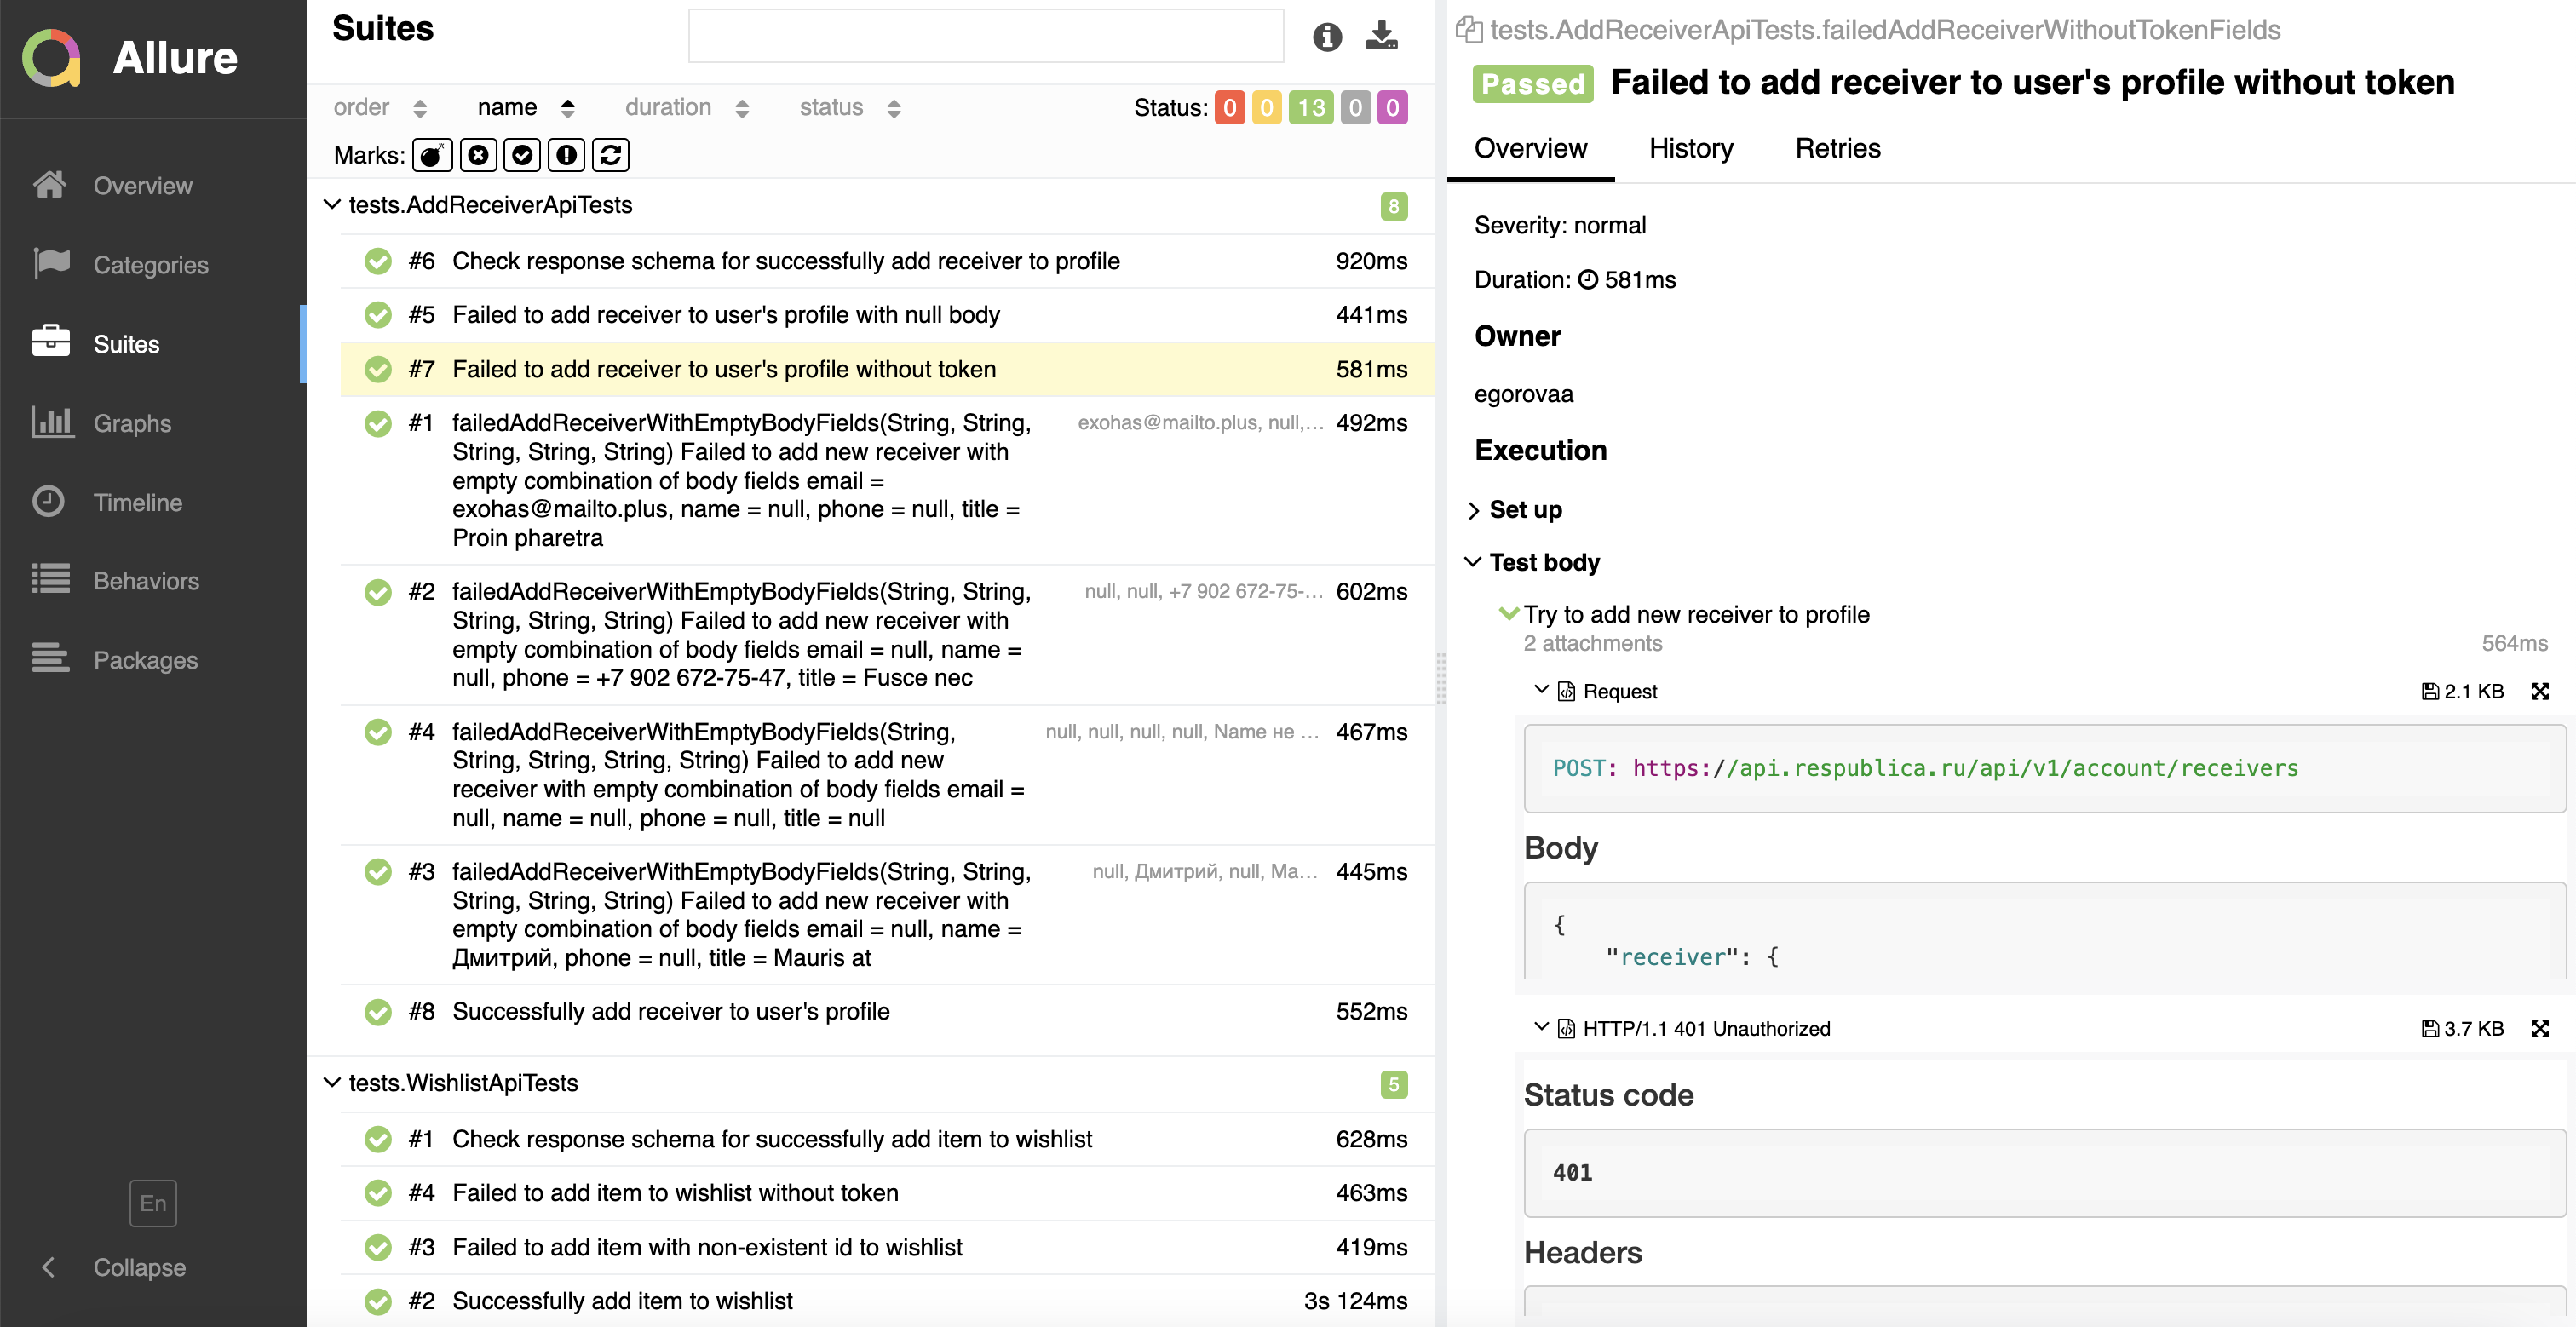 Allure
Overview
Categories
Suites
Graphs
Timeline
Behaviors
Packages
En
Collapse
Suites
order name duration status
Status: 0 0 13 0 0
Marks:
tests.AddReceiverApiTests 8
#6 Check response schema for successfully add receiver to profile 920ms
#5 Failed to add receiver to user's profile with null body 441ms
#7 Failed to add receiver to user's profile without token 581ms
#1 failedAddReceiverWithEmptyBodyFields(String, String, exohas@mailto.plus, null,... 492ms
String, String, String) Failed to add new receiver with
empty combination of body fields email =
exohas@mailto.plus, name = null, phone = null, title =
Proin pharetra
#2 failedAddReceiverWithEmptyBodyFields(String, String, null, null, +7 902 672-75-... 602ms
String, String, String) Failed to add new receiver with
empty combination of body fields email = null, name =
null, phone = +7 902 672-75-47, title = Fusce nec
#4 failedAddReceiverWithEmptyBodyFields(String, null, null, null, null, Name не ... 467ms
String, String, String, String) Failed to add new
receiver with empty combination of body fields email =
null, name = null, phone = null, title = null
#3 failedAddReceiverWithEmptyBodyFields(String, String, null, Дмитрий, null, Ma... 445ms
String, String, String) Failed to add new receiver with
empty combination of body fields email = null, name =
Дмитрий, phone = null, title = Mauris at
#8 Successfully add receiver to user's profile 552ms
tests.WishlistApiTests 5
#1 Check response schema for successfully add item to wishlist 628ms
#4 Failed to add item to wishlist without token 463ms
#3 Failed to add item with non-existent id to wishlist 419ms
#2 Successfully add item to wishlist 3s 124ms
tests.AddReceiverApiTests.failedAddReceiverWithoutTokenFields
Passed Failed to add receiver to user's profile without token
Overview History Retries
Severity: normal
Duration: 581ms
Owner
egorovaa
Execution
Set up
Test body
Try to add new receiver to profile
2 attachments 564ms
Request 2.1 KB
POST: https://api.respublica.ru/api/v1/account/receivers
Body
{
"receiver": {
HTTP/1.1 401 Unauthorized 3.7 KB
Status code
401
Headers